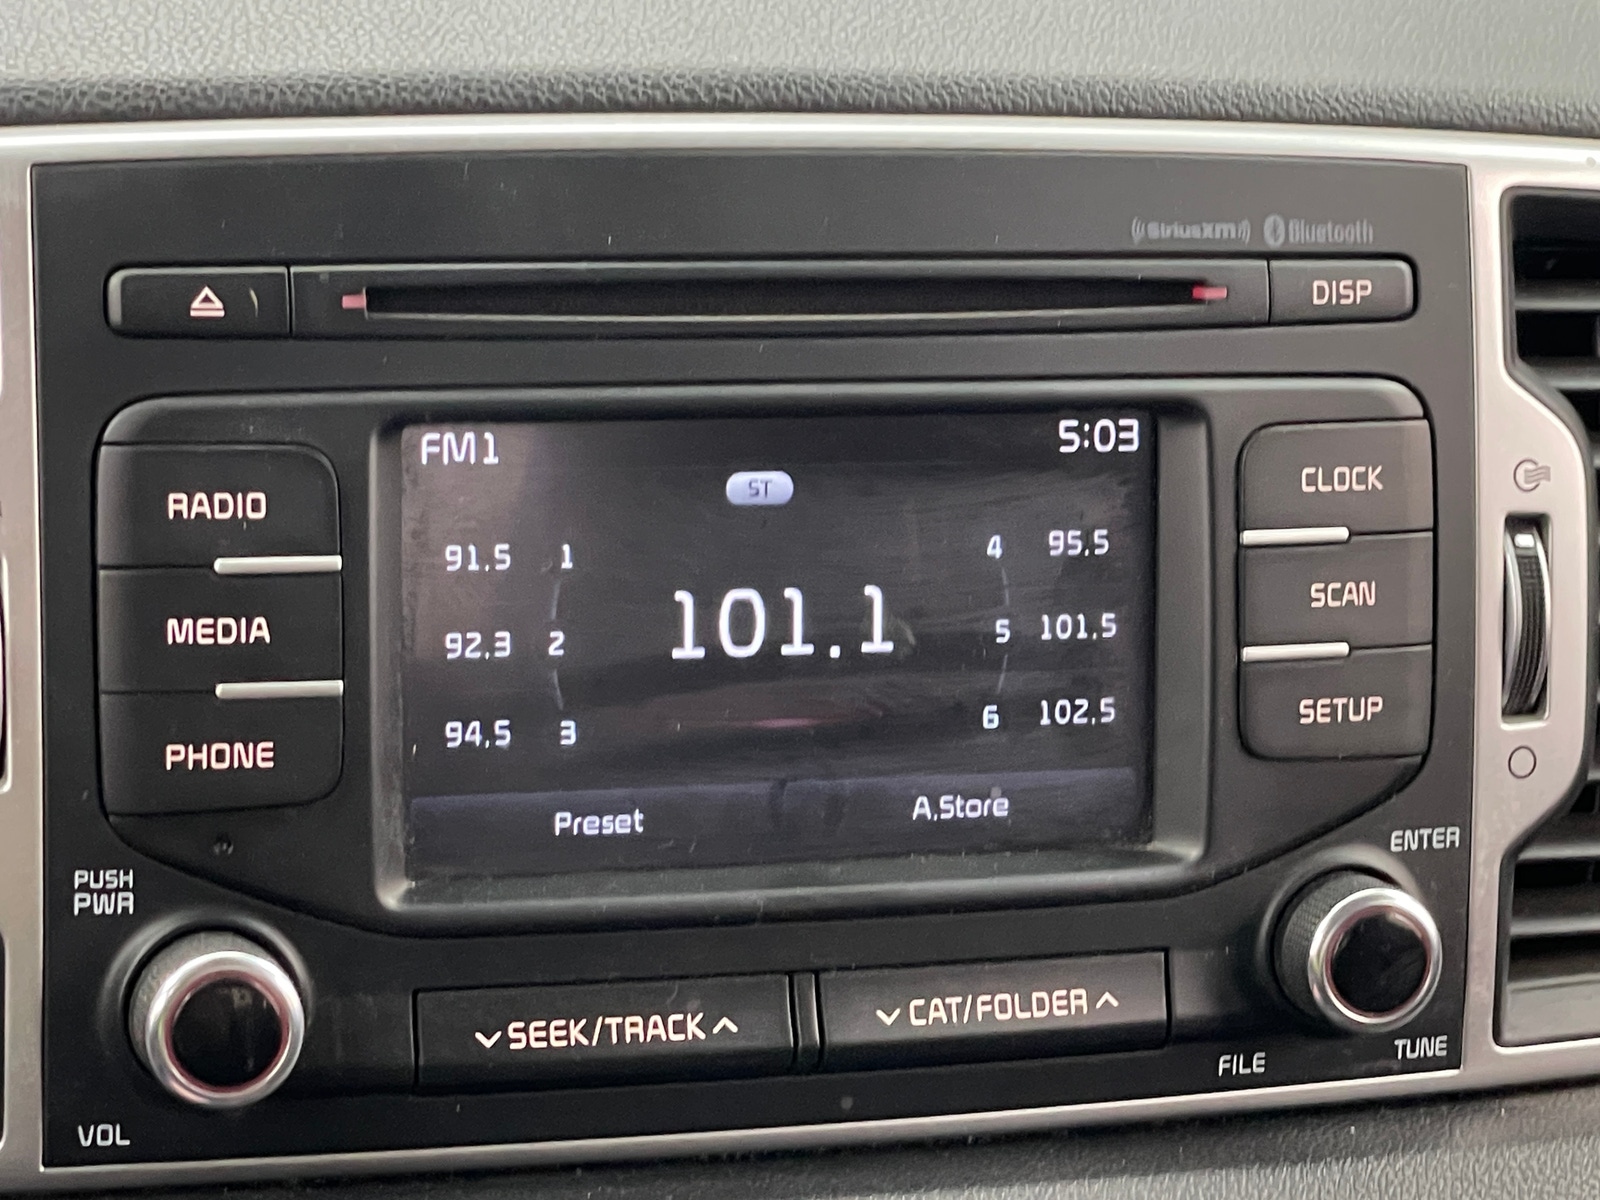 SiriusXM Bluetooth
DISP
FM1 5:03
ST
RADIO
MEDIA
PHONE
91.5 1
92.3 2
94.5 3
101.1
4 95.5
5 101.5
6 102.5
Preset A.Store
CLOCK
SCAN
SETUP
PUSH
PWR
VOL
SEEK/TRACK
CAT/FOLDER
ENTER
FILE
TUNE